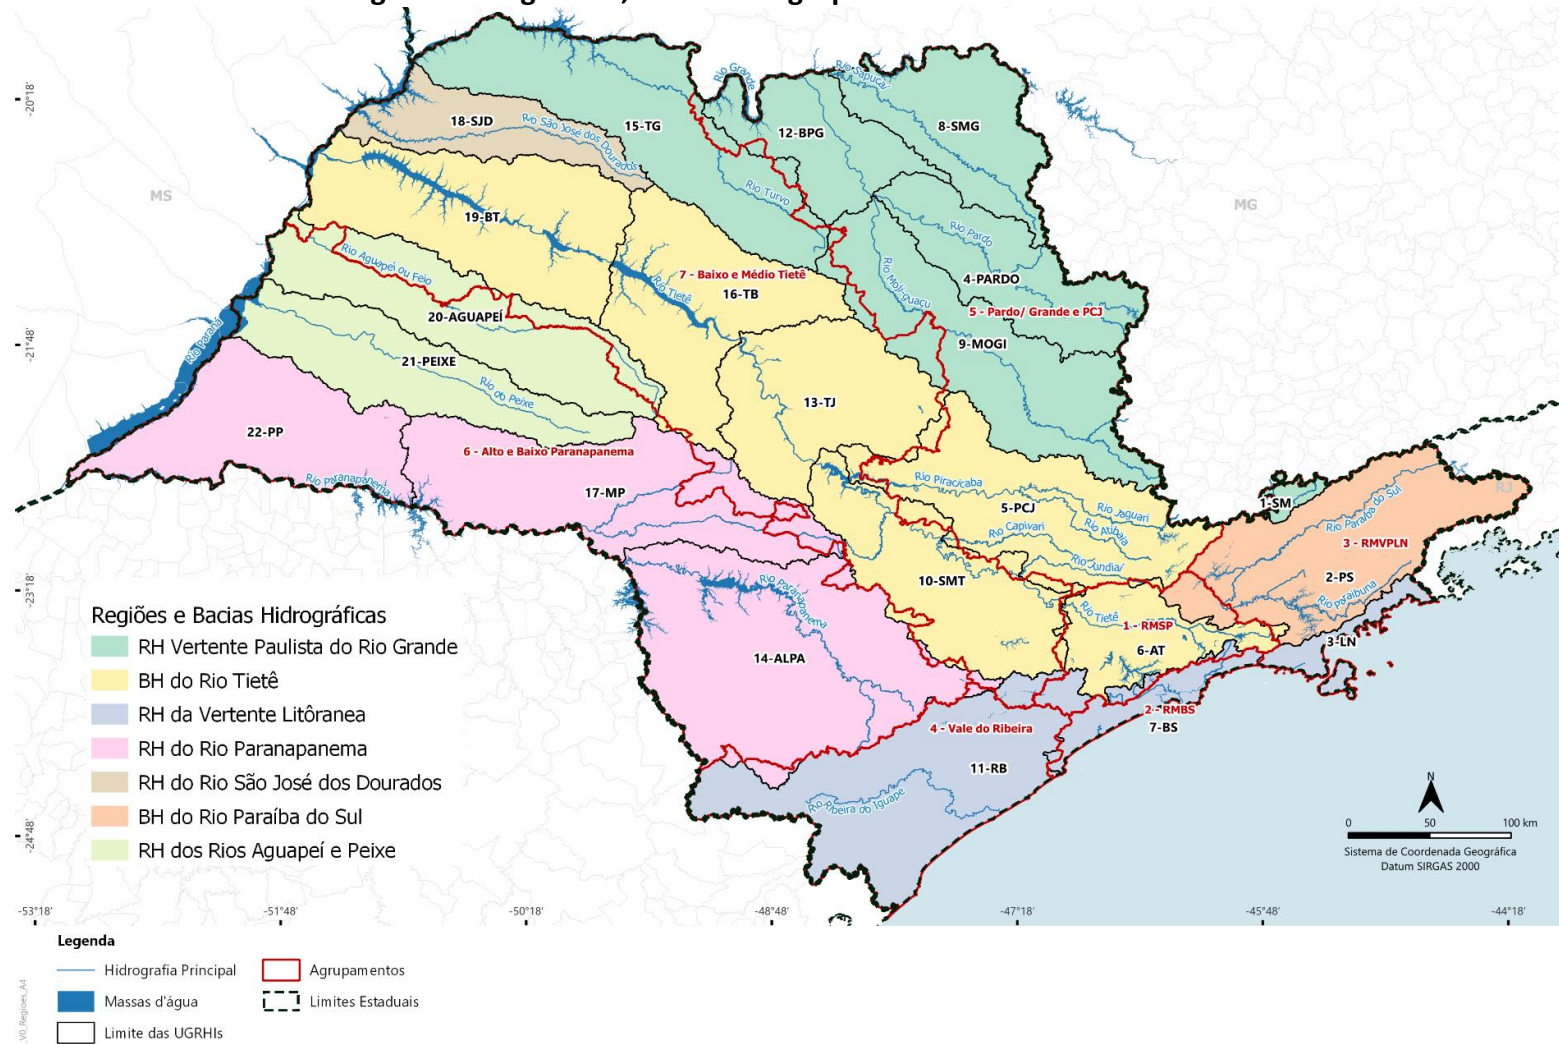 -20°18'
-21°48'
-23°18'
-24°48'
MS
MG
RJ
Rio Grande
Rio Sapucaí
18-SJD
Rio São José dos Dourados
15-TG
12-BPG
8-SMG
Rio Turvo
19-BT
Rio Pardo
Rio Aguapeí ou Feio
7 - Baixo e Médio Tietê
16-TB
Rio Tietê
Rio Moji-guaçu
4-PARDO
5 - Pardo/ Grande e PCJ
20-AGUAPEÍ
9-MOGI
Rio Paraná
21-PEIXE
Rio do Peixe
13-TJ
22-PP
6 - Alto e Baixo Paranapanema
Rio Paranapanema
17-MP
Rio Piracicaba
5-PCJ
Rio Jaguari
Rio Atibaia
Rio Capivari
Rio Jundiaí
1-SM
Rio Paraíba do Sul
3 - RMVPLN
2-PS
Rio Paraibuna
10-SMT
Rio Paranapanema
Rio Tietê
1 - RMSP
6-AT
3-LN
14-ALPA
2 - RMBS
7-BS
4 - Vale do Ribeira
11-RB
Rio Ribeira do Iguape
Regiões e Bacias Hidrográficas
RH Vertente Paulista do Rio Grande
BH do Rio Tietê
RH da Vertente Litôranea
RH do Rio Paranapanema
RH do Rio São José dos Dourados
BH do Rio Paraíba do Sul
RH dos Rios Aguapeí e Peixe
N
0 50 100 km
Sistema de Coordenada Geográfica
Datum SIRGAS 2000
-53°18' -51°48' -50°18' -48°48' -47°18' -45°48' -44°18'
Legenda
Hidrografia Principal
Massas d'água
Limite das UGRHIs
Agrupamentos
Limites Estaduais
_V0_Regioes_A4